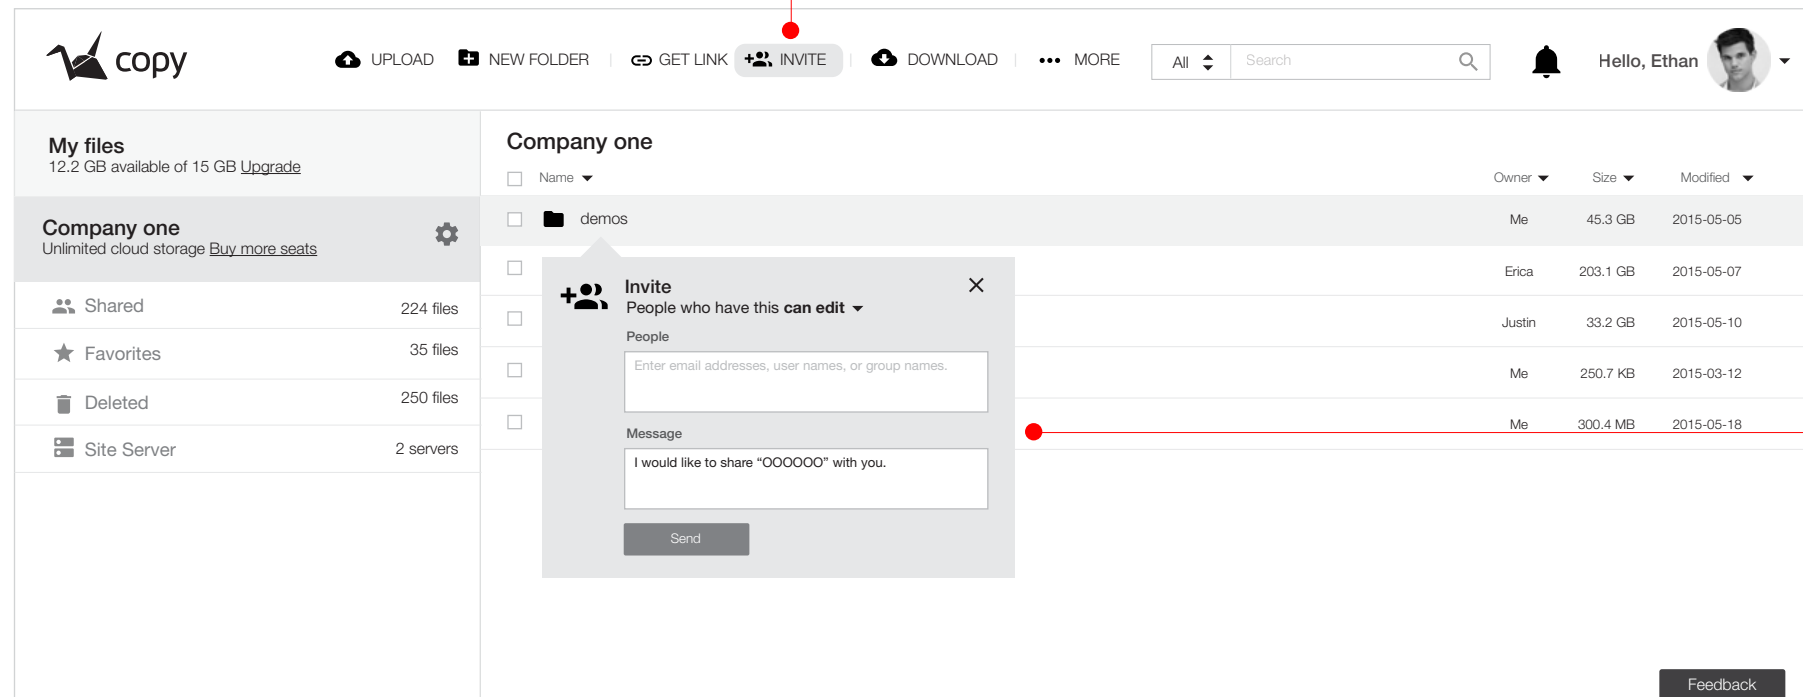 copy
UPLOAD NEW FOLDER GET LINK INVITE DOWNLOAD MORE All Search Hello, Ethan
My files
12.2 GB available of 15 GB Upgrade
Company one
Unlimited cloud storage Buy more seats
Shared 224 files
Favorites 35 files
Deleted 250 files
Site Server 2 servers
Company one
Name Owner Size Modified
demos Me 45.3 GB 2015-05-05
Erica 203.1 GB 2015-05-07
Justin 33.2 GB 2015-05-10
Me 250.7 KB 2015-03-12
Me 300.4 MB 2015-05-18
Invite
People who have this can edit
People
Enter email addresses, user names, or group names.
Message
I would like to share “OOOOOO” with you.
Send
Feedback